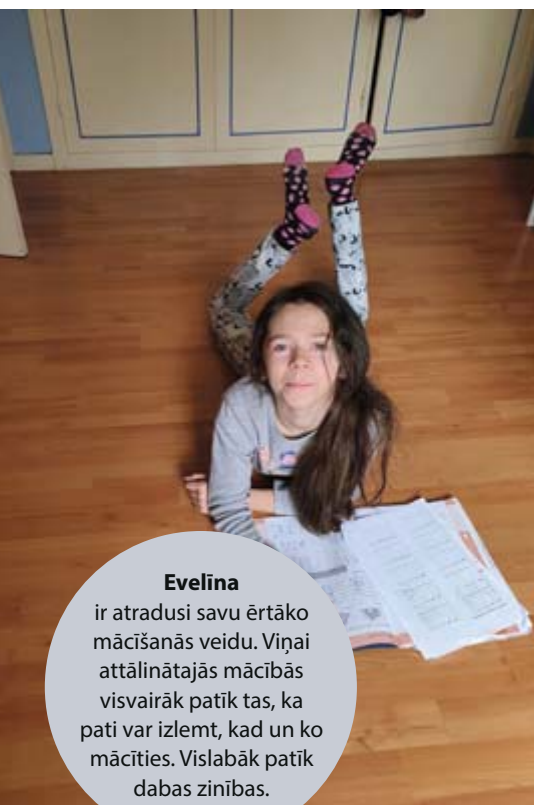 Evelīna
ir atradusi savu ērtāko
mācīšanās veidu. Viņai
attālinātajās mācībās
visvairāk patīk tas, ka
pati var izlemt, kad un ko
mācīties. Vislabāk patīk
dabas zinības.